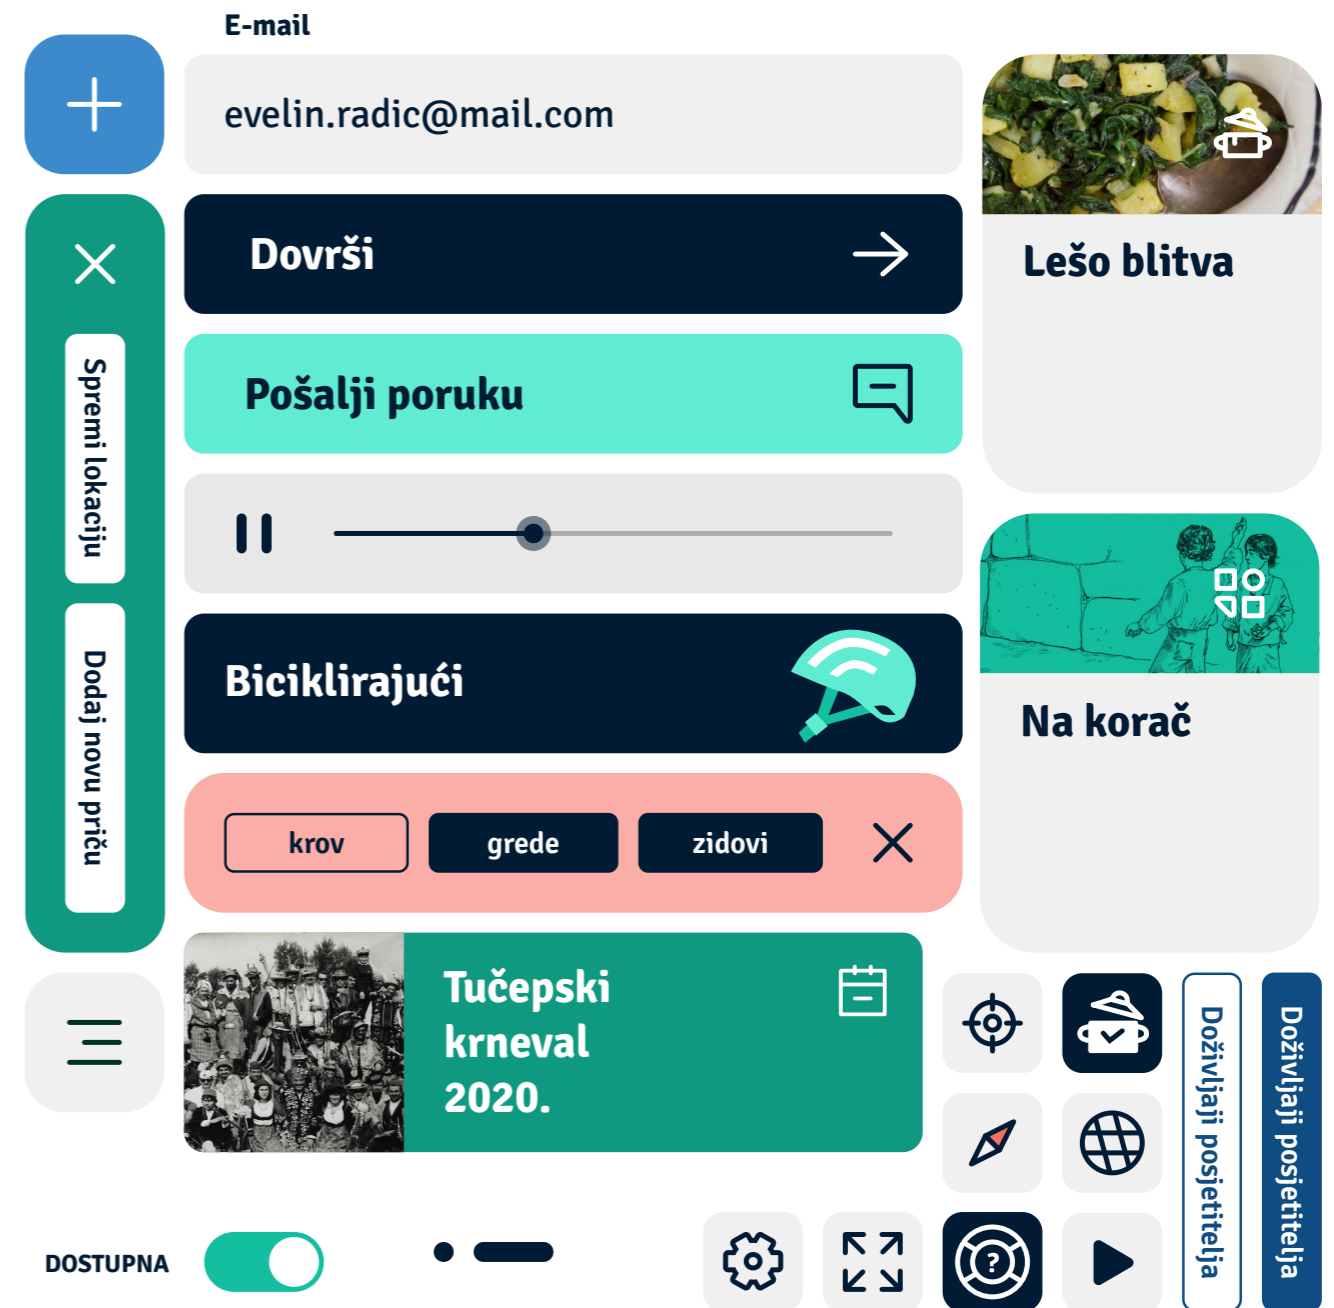 E-mail
evelin.radic@mail.com
Dovrši
Pošalji poruku
Biciklirajući
krov
grede
zidovi
Tučepski
krneval
2020.
Spremi lokaciju
Dodaj novu priču
Lešo blitva
Na korač
Doživljaji posjetitelja
Doživljaji posjetitelja
DOSTUPNA
?